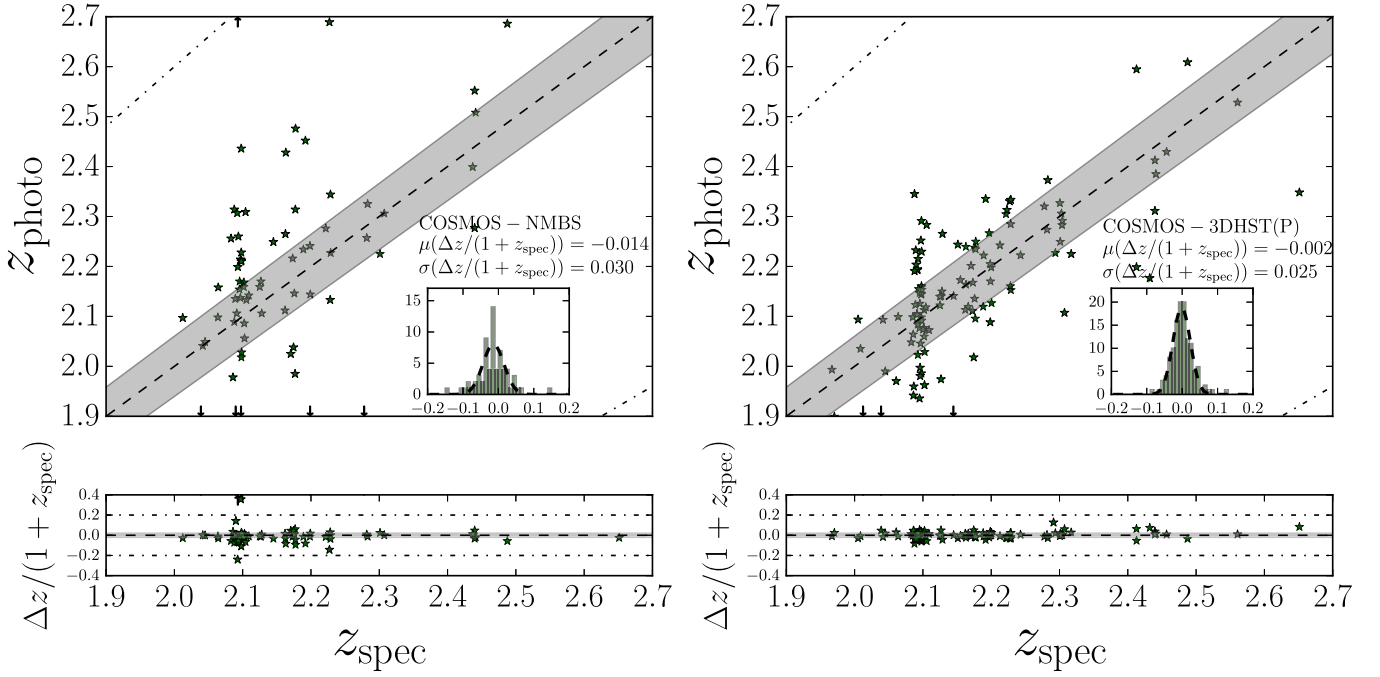 2.7
2.6
2.5
2.4
2.3
2.2
2.1
2.0
1.9
z_photo
COSMOS − NMBS
μ(Δz/(1 + z_spec)) = −0.014
σ(Δz/(1 + z_spec)) = 0.030
15
10
5
0
−0.2 −0.1 0.0 0.1 0.2
Δz/(1 + z_spec)
0.4
0.2
0.0
−0.2
−0.4
1.9 2.0 2.1 2.2 2.3 2.4 2.5 2.6 2.7
z_spec
2.7
2.6
2.5
2.4
2.3
2.2
2.1
2.0
1.9
z_photo
COSMOS − 3DHST(P)
μ(Δz/(1 + z_spec)) = −0.002
σ(Δz/(1 + z_spec)) = 0.025
20
15
10
5
0
−0.2 −0.1 0.0 0.1 0.2
Δz/(1 + z_spec)
0.4
0.2
0.0
−0.2
−0.4
1.9 2.0 2.1 2.2 2.3 2.4 2.5 2.6 2.7
z_spec